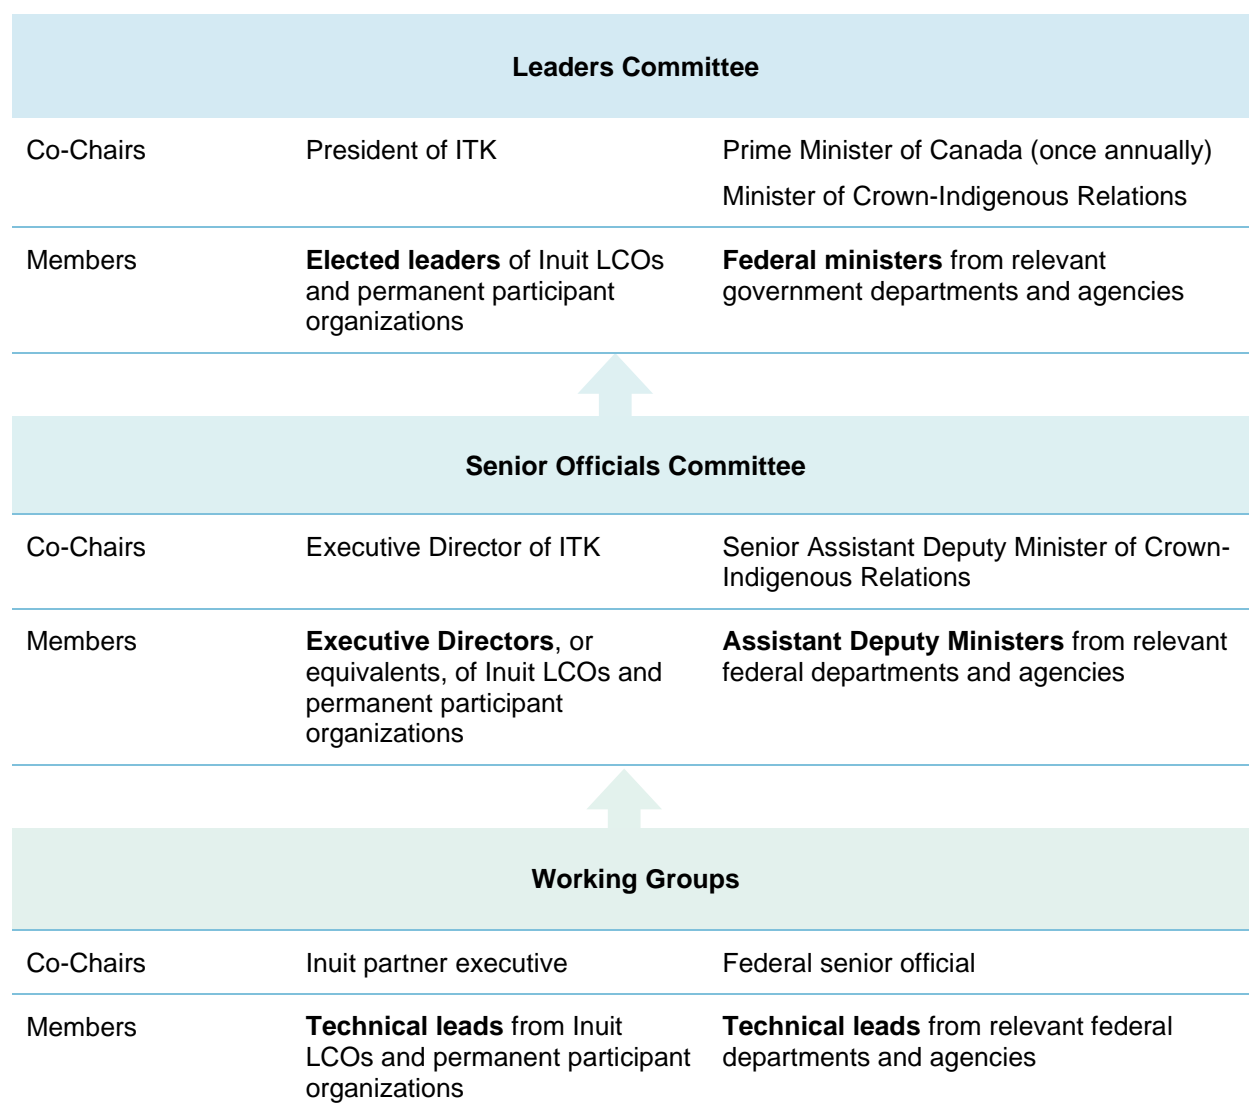 Leaders Committee
Co-Chairs
President of ITK
Prime Minister of Canada (once annually)
Minister of Crown-Indigenous Relations
Members
Elected leaders of Inuit LCOs
and permanent participant
organizations
Federal ministers from relevant
government departments and agencies
Senior Officials Committee
Co-Chairs
Executive Director of ITK
Senior Assistant Deputy Minister of Crown-
Indigenous Relations
Members
Executive Directors, or
equivalents, of Inuit LCOs and
permanent participant
organizations
Assistant Deputy Ministers from relevant
federal departments and agencies
Working Groups
Co-Chairs
Inuit partner executive
Federal senior official
Members
Technical leads from Inuit
LCOs and permanent participant
organizations
Technical leads from relevant federal
departments and agencies